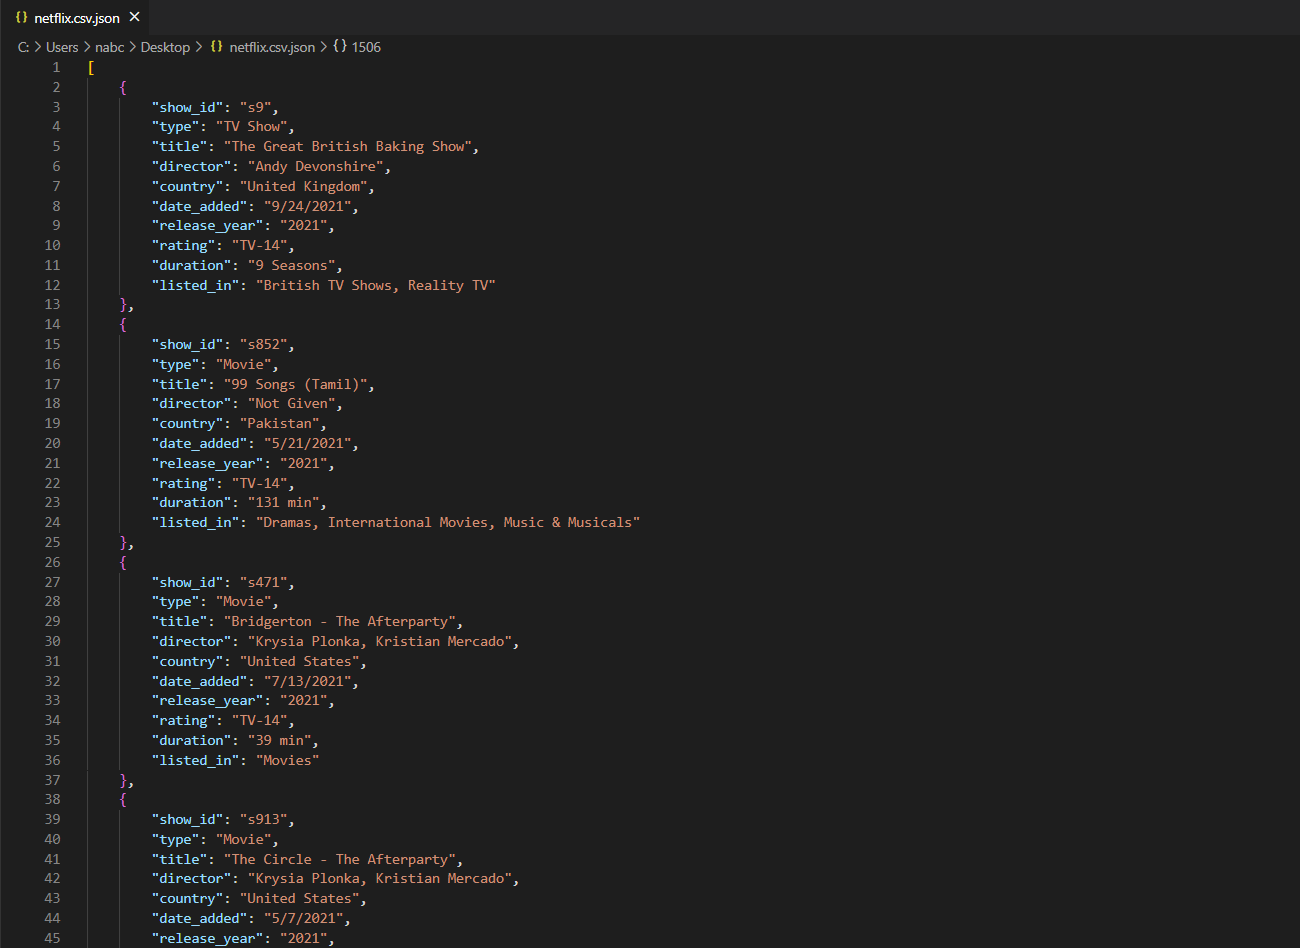 {} netflix.csv.json ×
C: > Users > nabc > Desktop > {} netflix.csv.json > {} 1506
1 [
2 {
3 "show_id": "s9",
4 "type": "TV Show",
5 "title": "The Great British Baking Show",
6 "director": "Andy Devonshire",
7 "country": "United Kingdom",
8 "date_added": "9/24/2021",
9 "release_year": "2021",
10 "rating": "TV-14",
11 "duration": "9 Seasons",
12 "listed_in": "British TV Shows, Reality TV"
13 },
14 {
15 "show_id": "s852",
16 "type": "Movie",
17 "title": "99 Songs (Tamil)",
18 "director": "Not Given",
19 "country": "Pakistan",
20 "date_added": "5/21/2021",
21 "release_year": "2021",
22 "rating": "TV-14",
23 "duration": "131 min",
24 "listed_in": "Dramas, International Movies, Music & Musicals"
25 },
26 {
27 "show_id": "s471",
28 "type": "Movie",
29 "title": "Bridgerton - The Afterparty",
30 "director": "Krysia Plonka, Kristian Mercado",
31 "country": "United States",
32 "date_added": "7/13/2021",
33 "release_year": "2021",
34 "rating": "TV-14",
35 "duration": "39 min",
36 "listed_in": "Movies"
37 },
38 {
39 "show_id": "s913",
40 "type": "Movie",
41 "title": "The Circle - The Afterparty",
42 "director": "Krysia Plonka, Kristian Mercado",
43 "country": "United States",
44 "date_added": "5/7/2021",
45 "release_year": "2021",